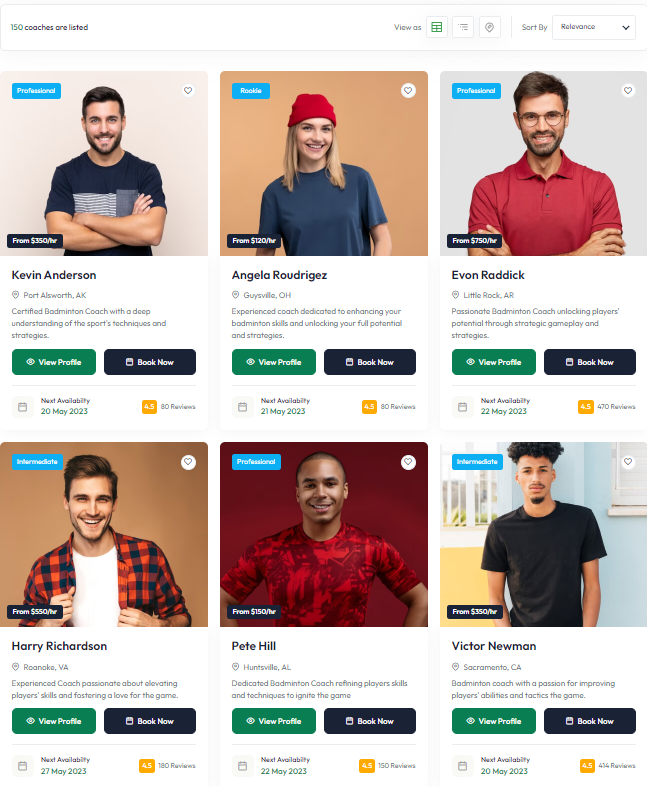 150 coaches are listed
View as
Sort By
Relevance
Professional
From $350/hr
Kevin Anderson
Port Alsworth, AK
Certified Badminton Coach with a deep
understanding of the sport's techniques and
strategies.
View Profile
Book Now
Next Availabilty
20 May 2023
4.5
80 Reviews
Rookie
From $120/hr
Angela Roudrigez
Guysville, OH
Experienced coach dedicated to enhancing your
badminton skills and unlocking your full potential
and strategies.
View Profile
Book Now
Next Availabilty
21 May 2023
4.5
80 Reviews
Professional
From $750/hr
Evon Raddick
Little Rock, AR
Passionate Badminton Coach unlocking players'
potential through strategic gameplay and
strategies.
View Profile
Book Now
Next Availabilty
22 May 2023
4.5
470 Reviews
Intermediate
From $550/hr
Harry Richardson
Roanoke, VA
Experienced Coach passionate about elevating
players' skills and fostering a love for the game.
View Profile
Book Now
Next Availabilty
27 May 2023
4.5
180 Reviews
Professional
From $150/hr
Pete Hill
Huntsville, AL
Dedicated Badminton Coach refining players skills
and techniques to ignite the game
View Profile
Book Now
Next Availabilty
22 May 2023
4.5
150 Reviews
Intermediate
From $350/hr
Victor Newman
Sacramento, CA
Badminton coach with a passion for improving
players' abilities and tactics the game.
View Profile
Book Now
Next Availabilty
20 May 2023
4.5
414 Reviews